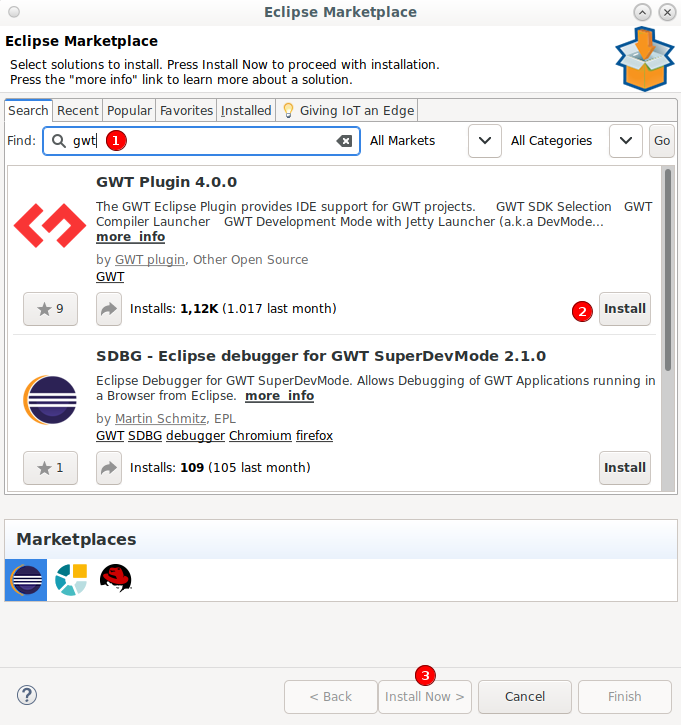 Eclipse Marketplace
Eclipse Marketplace
Select solutions to install. Press Install Now to proceed with installation.
Press the "more info" link to learn more about a solution.
Search Recent Popular Favorites Installed Giving IoT an Edge
Find: gwt 1 All Markets All Categories Go
GWT Plugin 4.0.0
The GWT Eclipse Plugin provides IDE support for GWT projects. GWT SDK Selection GWT
Compiler Launcher GWT Development Mode with Jetty Launcher (a.k.a DevMode...
more info
by GWT plugin, Other Open Source
GWT
9 Installs: 1,12K (1.017 last month) 2 Install
SDBG - Eclipse debugger for GWT SuperDevMode 2.1.0
Eclipse Debugger for GWT SuperDevMode. Allows Debugging of GWT Applications running in
a Browser from Eclipse. more info
by Martin Schmitz, EPL
GWT SDBG debugger Chromium firefox
1 Installs: 109 (105 last month) Install
Marketplaces
3
? < Back Install Now > Cancel Finish